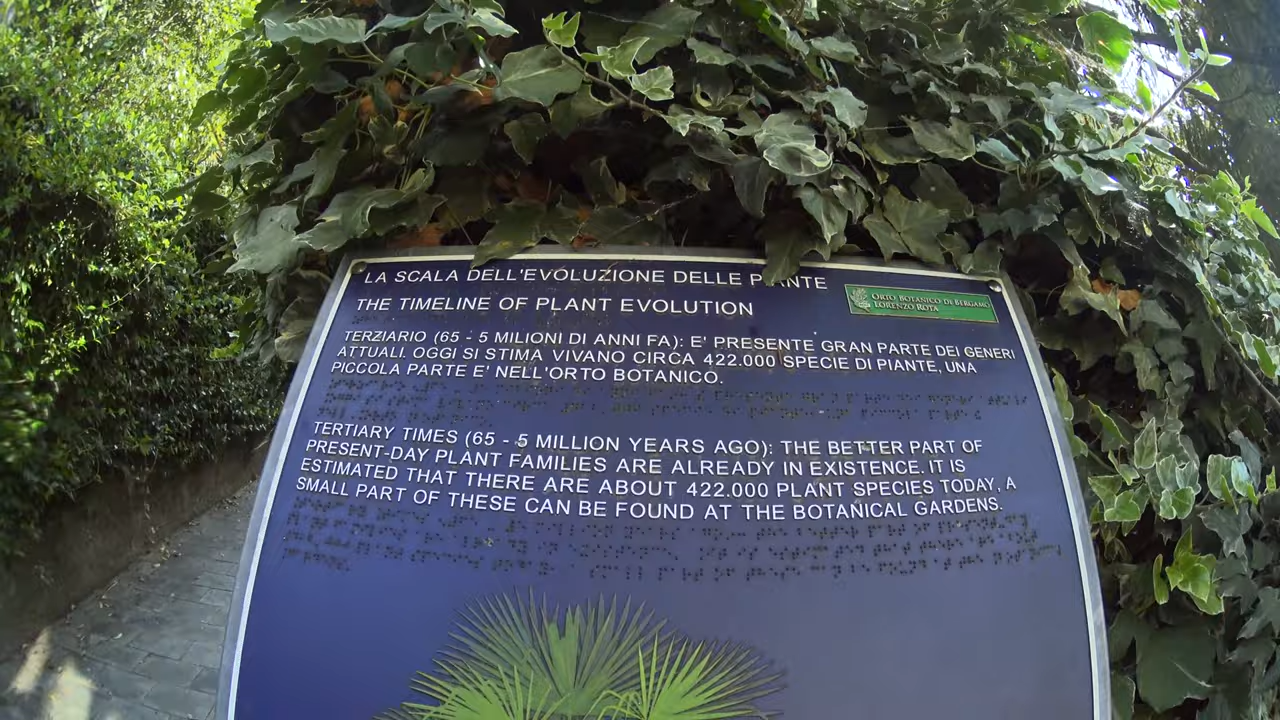 LA SCALA DELL'EVOLUZIONE DELLE PIANTE
THE TIMELINE OF PLANT EVOLUTION
ORTO BOTANICO DI BERGAMO
LORENZO ROTA
TERZIARIO (65 - 5 MILIONI DI ANNI FA): E' PRESENTE GRAN PARTE DEI GENERI
ATTUALI. OGGI SI STIMA VIVANO CIRCA 422.000 SPECIE DI PIANTE, UNA
PICCOLA PARTE E' NELL'ORTO BOTANICO.
TERTIARY TIMES (65 - 5 MILLION YEARS AGO): THE BETTER PART OF
PRESENT-DAY PLANT FAMILIES ARE ALREADY IN EXISTENCE. IT IS
ESTIMATED THAT THERE ARE ABOUT 422.000 PLANT SPECIES TODAY, A
SMALL PART OF THESE CAN BE FOUND AT THE BOTANICAL GARDENS.